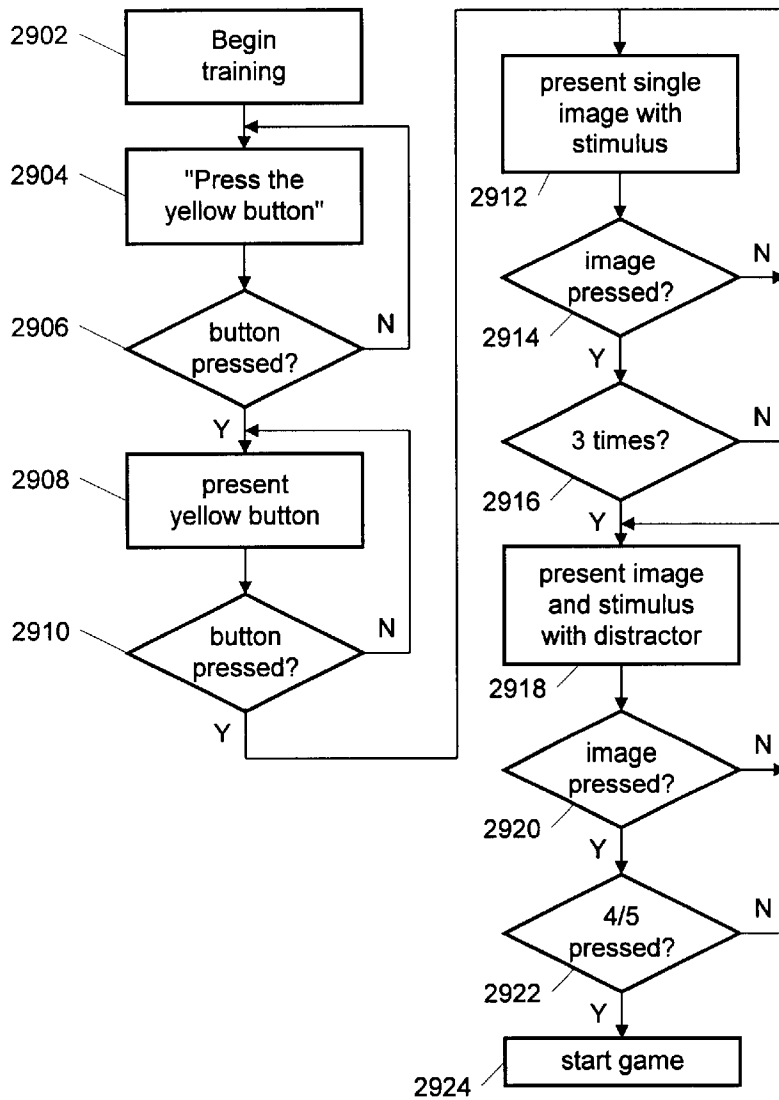 2902
Begin
training
2904
"Press the
yellow button"
2906
button
pressed?
N
Y
2908
present
yellow button
2910
button
pressed?
N
Y
present single
image with
stimulus
2912
image
pressed?
N
2914
Y
3 times?
N
2916
Y
present image
and stimulus
with distractor
2918
image
pressed?
N
2920
Y
4/5
pressed?
N
2922
Y
start game
2924